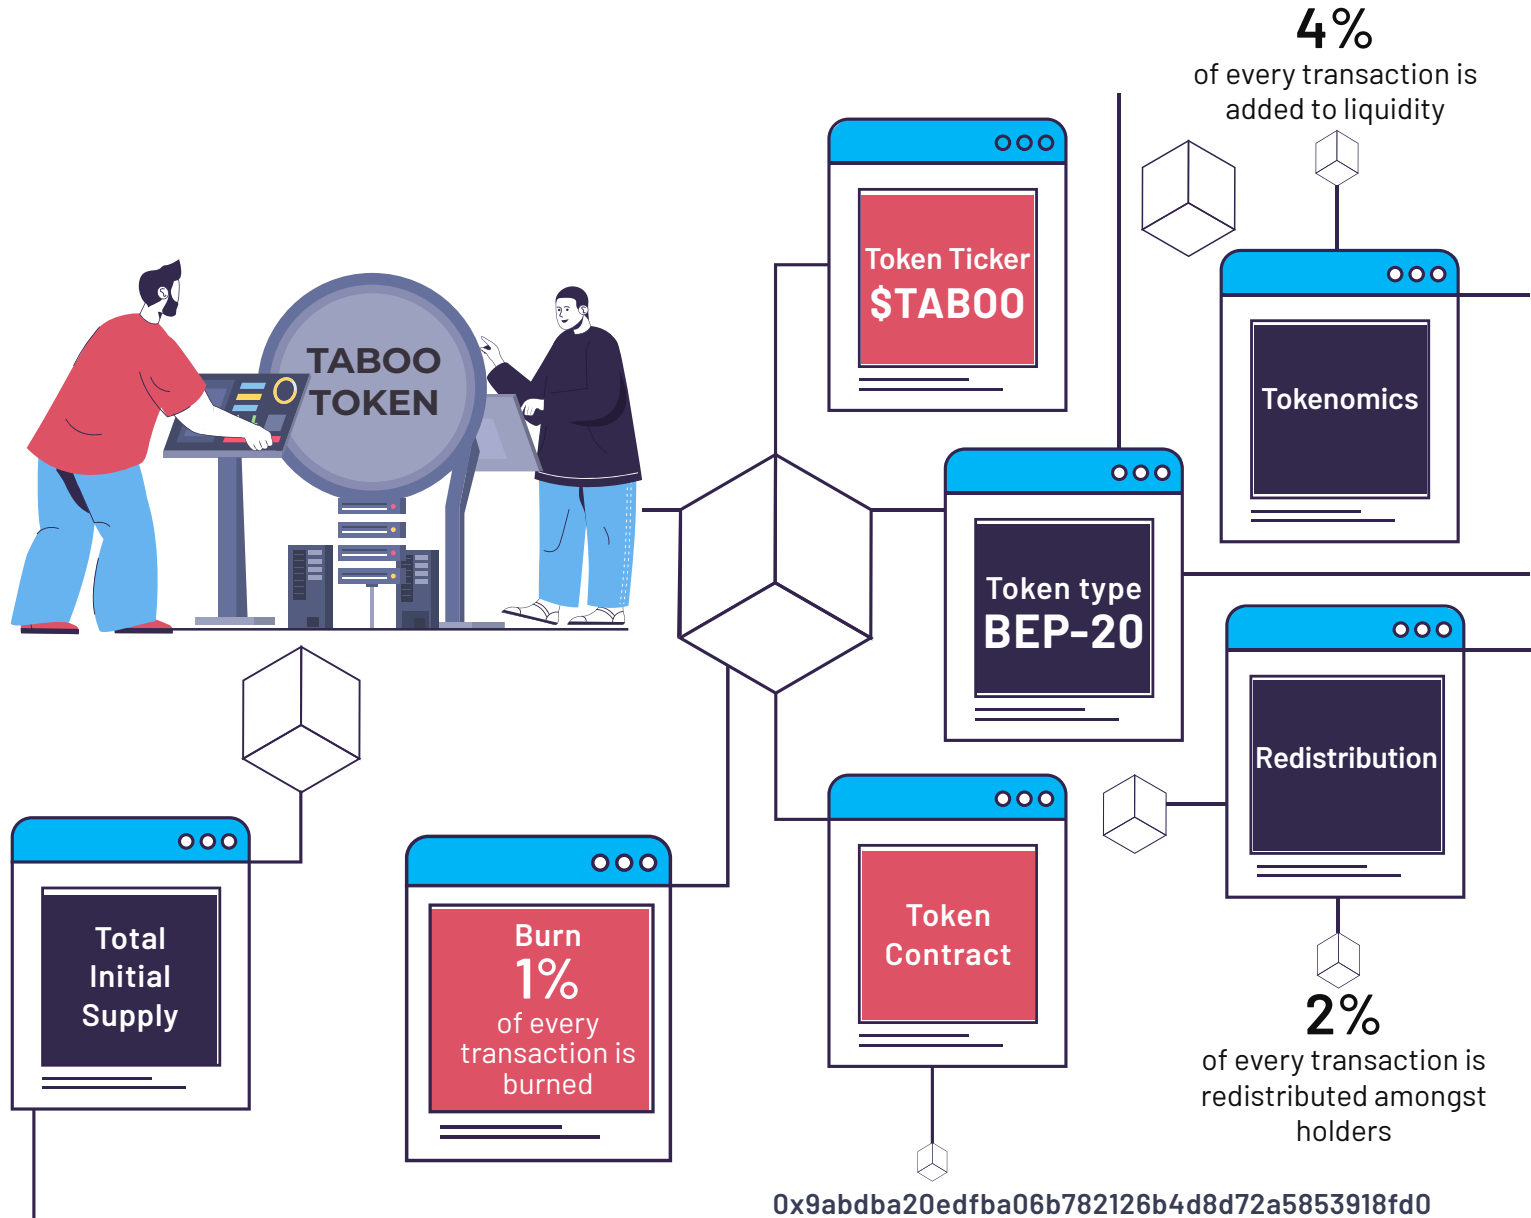 4%
of every transaction is
added to liquidity
Token Ticker
$TABOO
TABOO
TOKEN
Tokenomics
Token type
BEP-20
Redistribution
Total
Initial
Supply
Burn
1%
of every
transaction is
burned
Token
Contract
2%
of every transaction is
redistributed amongst
holders
0x9abdba20edfba06b782126b4d8d72a5853918fd0